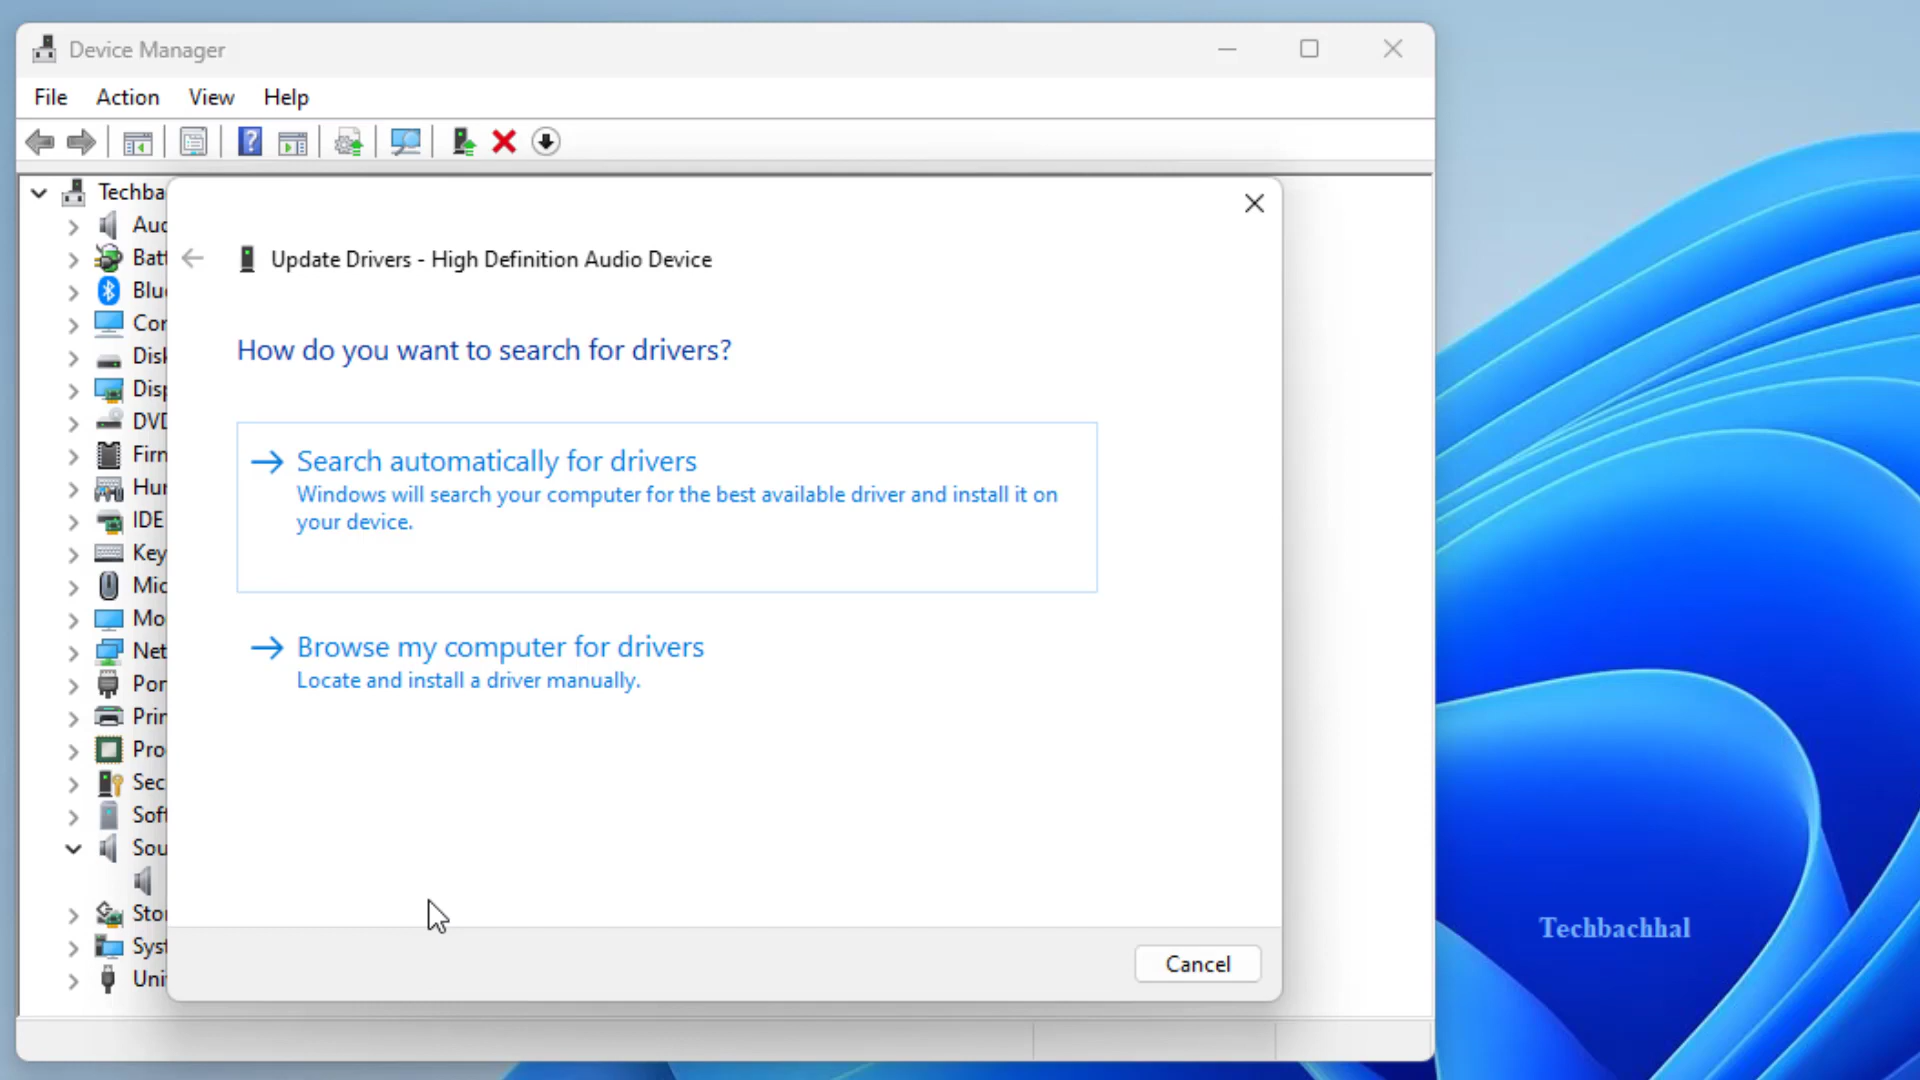 Device Manager
File Action View Help
Techba
Auc
Bat
Blu
Cor
Disk
Disp
DVD
Firn
Hur
IDE
Key
Mic
Mo
Net
Por
Prin
Pro
Sec
Soft
Sou
Stor
Syst
Uni
Update Drivers - High Definition Audio Device
How do you want to search for drivers?
Search automatically for drivers
Windows will search your computer for the best available driver and install it on
your device.
Browse my computer for drivers
Locate and install a driver manually.
Cancel
Techbachhal